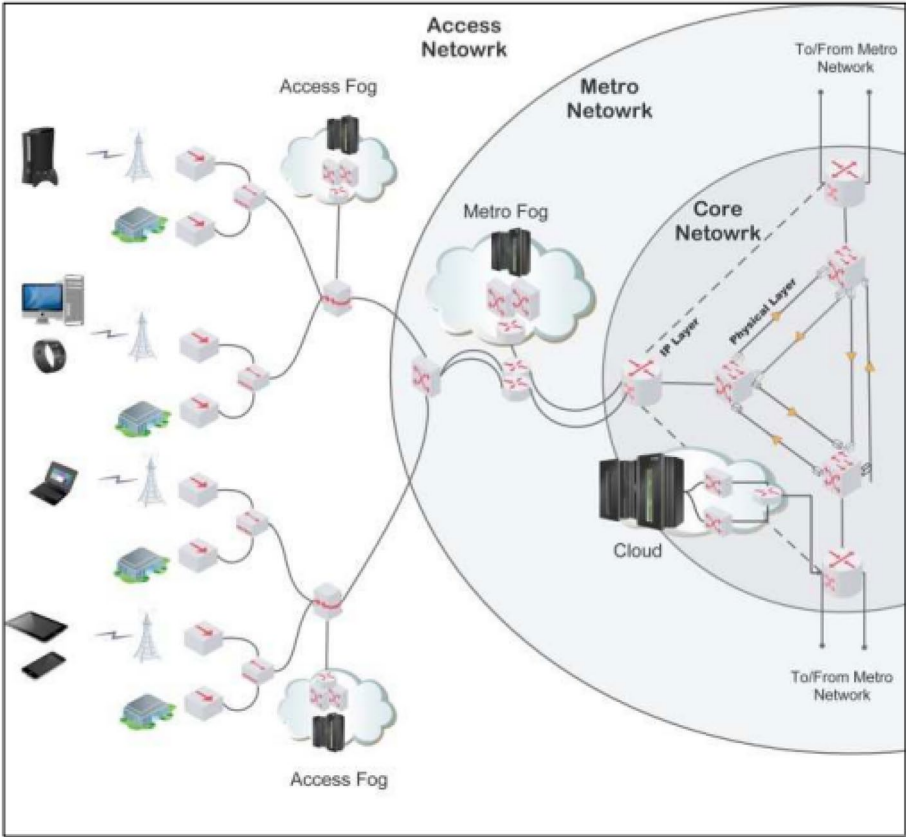 Access
Netowrk
Access Fog
To/From Metro
Network
Metro
Netowrk
Metro Fog
Core
Netowrk
Physical Layer
IP Layer
Cloud
To/From Metro
Network
Access Fog